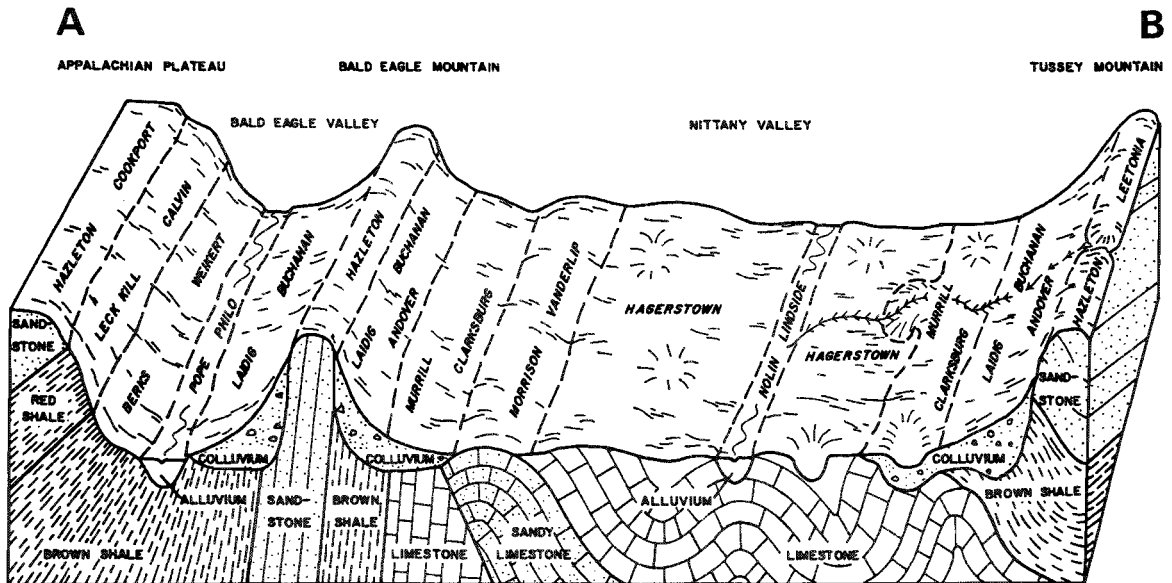 A
B
APPALACHIAN PLATEAU
BALD EAGLE MOUNTAIN
TUSSEY MOUNTAIN
BALD EAGLE VALLEY
NITTANY VALLEY
COOKPORT
HAZLETON
CALVIN
LECK KILL
WEIKERT
BERKS
PHILO
POPE
BUCHANAN
LAIDIG
HAZLETON
BUCHANAN
ANDOVER
LAIDIG
MURRILL
CLARKSBURG
VANDERLIP
MORRISON
HAGERSTOWN
LINDSIDE
NOLIN
HAGERSTOWN
MURRILL
CLARKSBURG
BUCHANAN
LAIDIG
ANDOVER
HAZLETON
LEETONIA
SAND-
STONE
RED
SHALE
BROWN SHALE
ALLUVIUM
COLLUVIUM
SAND-
STONE
BROWN
SHALE
COLLUVIUM
LIMESTONE
SANDY
LIMESTONE
ALLUVIUM
LIMESTONE
COLLUVIUM
BROWN SHALE
SAND-
STONE